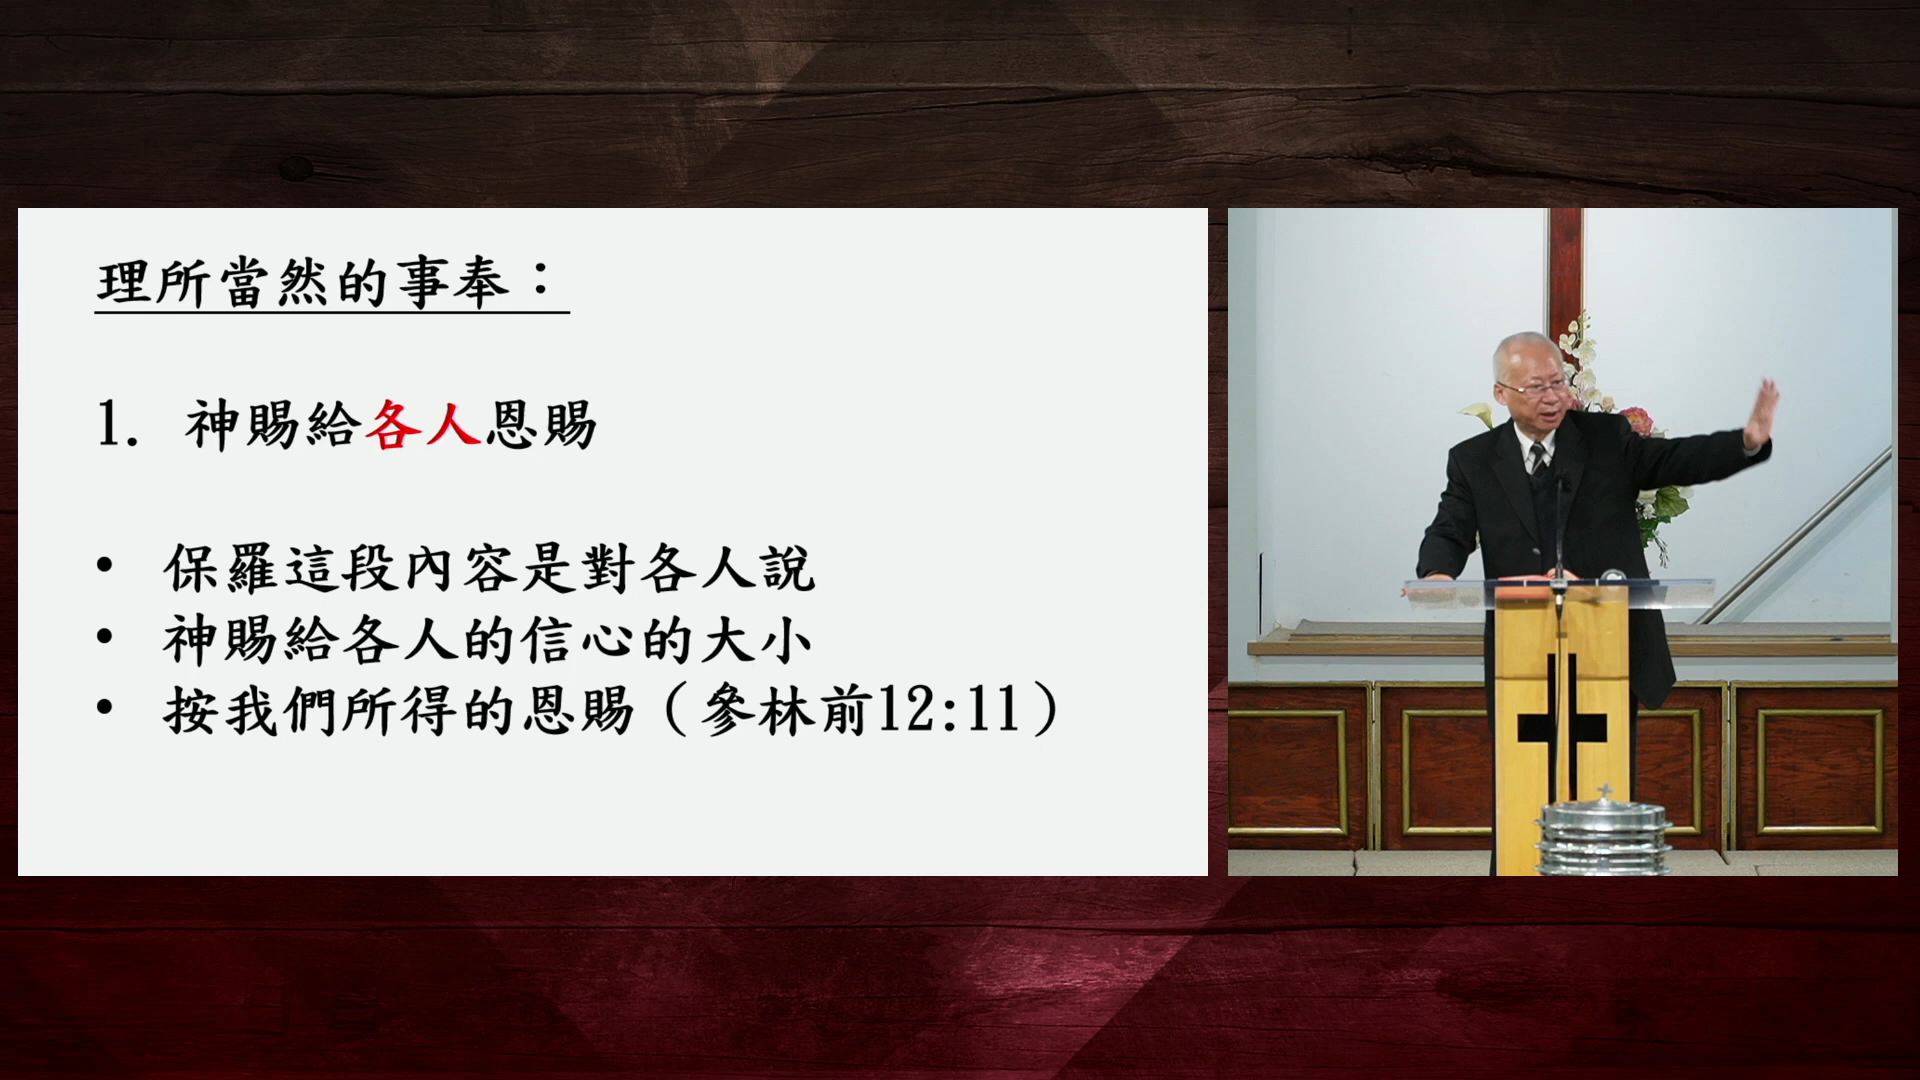 理所當然的事奉：
1. 神賜給各人恩賜
• 保羅這段內容是對各人說
• 神賜給各人的信心的大小
• 按我們所得的恩賜（參林前12:11）